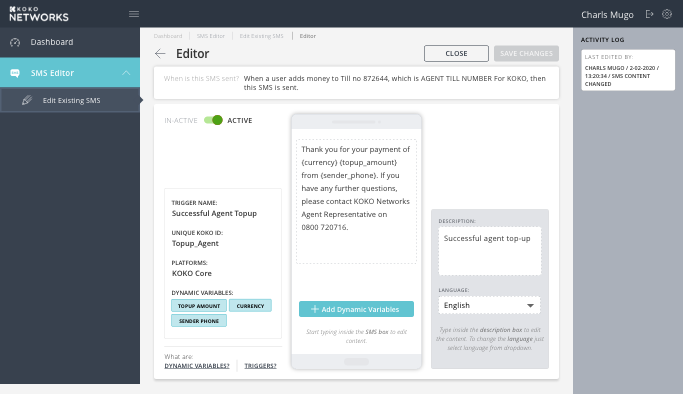 KOKO
NETWORKS
Charls Mugo
Dashboard
SMS Editor
Edit Existing SMS
Dashboard
SMS Editor
Edit Existing SMS
Editor
Editor
CLOSE
SAVE CHANGES
When is this SMS sent?
When a user adds money to Till no 872644, which is AGENT TILL NUMBER For KOKO, then
this SMS is sent.
IN-ACTIVE
ACTIVE
TRIGGER NAME:
Successful Agent Topup
UNIQUE KOKO ID:
Topup_Agent
PLATFORMS:
KOKO Core
DYNAMIC VARIABLES:
TOPUP AMOUNT
CURRENCY
SENDER PHONE
What are:
DYNAMIC VARIABLES?
TRIGGERS?
Thank you for your payment of
{currency} {topup_amount}
from {sender_phone}. If you
have any further questions,
please contact KOKO Networks
Agent Representative on
0800 720716.
Add Dynamic Variables
Start typing inside the SMS box to edit
content.
DESCRIPTION:
Successful agent top-up
LANGUAGE:
English
Type inside the description box to edit
the content. To change the language just
select language from dropdown.
ACTIVITY LOG
LAST EDITED BY:
CHARLS MUGO / 2-02-2020 /
13:20:34 / SMS CONTENT
CHANGED